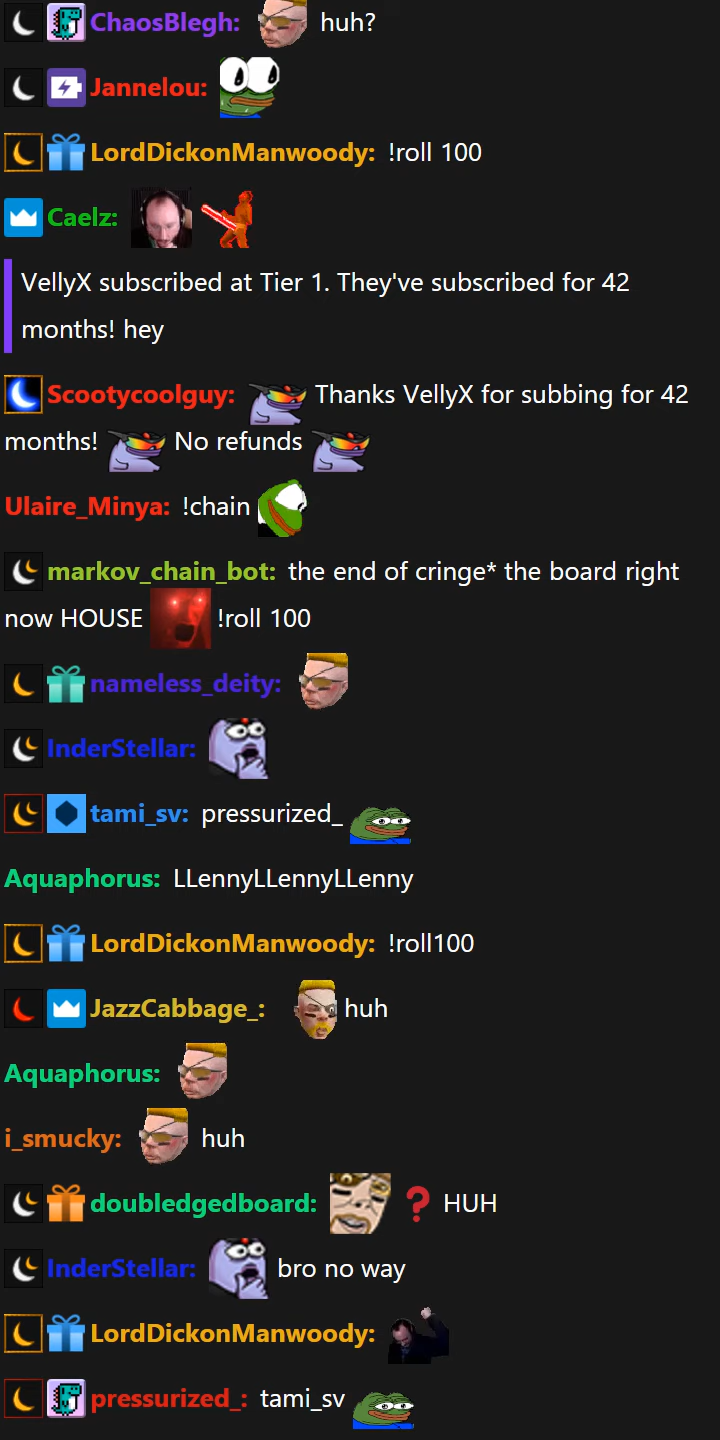 ChaosBlegh: huh?
Jannelou:
LordDickonManwoody: !roll 100
Caelz:
VellyX subscribed at Tier 1. They've subscribed for 42
months! hey
Scootycoolguy: Thanks VellyX for subbing for 42
months! No refunds
Ulaire_Minya: !chain
markov_chain_bot: the end of cringe* the board right
now HOUSE !roll 100
nameless_deity:
InderStellar:
tami_sv: pressurized_
Aquaphorus: LLennyLLennyLLenny
LordDickonManwoody: !roll100
JazzCabbage_: huh
Aquaphorus:
i_smucky: huh
doubledgedboard: ❓ HUH
InderStellar: bro no way
LordDickonManwoody:
pressurized_: tami_sv